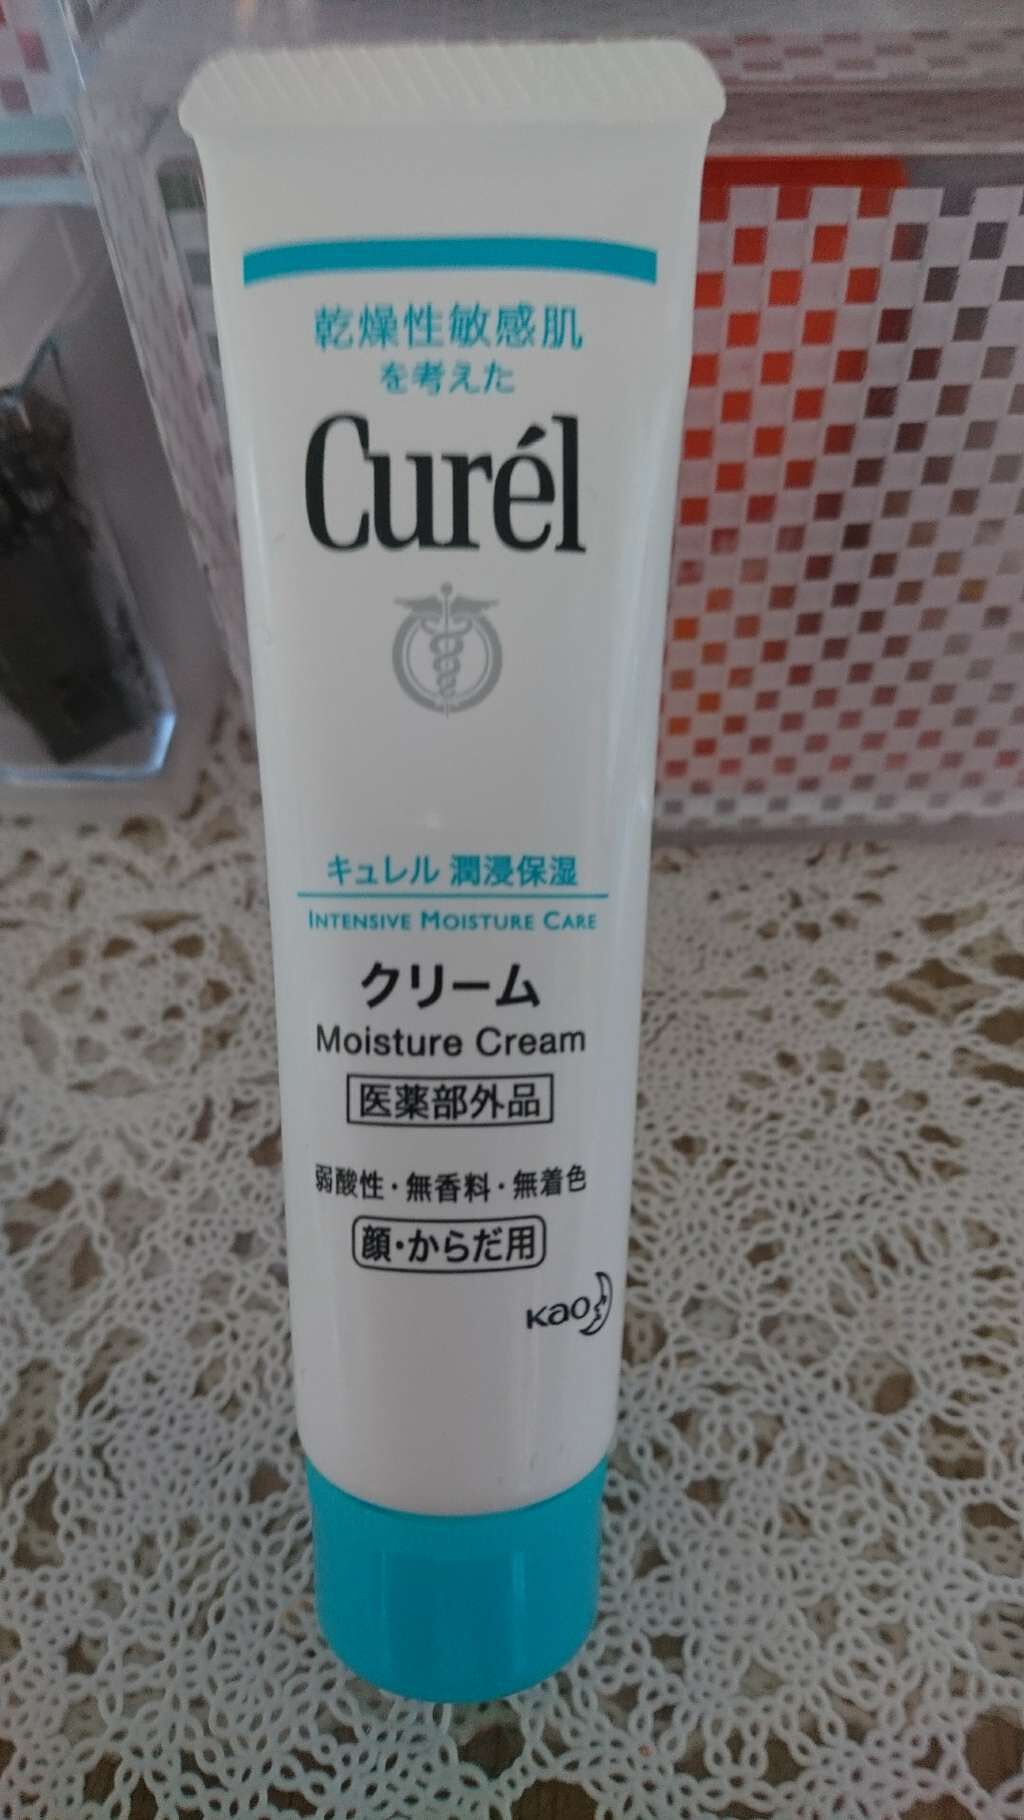 乾燥性敏感肌
を考えた
Curél
キュレル 潤浸保湿
INTENSIVE MOISTURE CARE
クリーム
Moisture Cream
医薬部外品
弱酸性・無香料・無着色
顔・からだ用
Kao